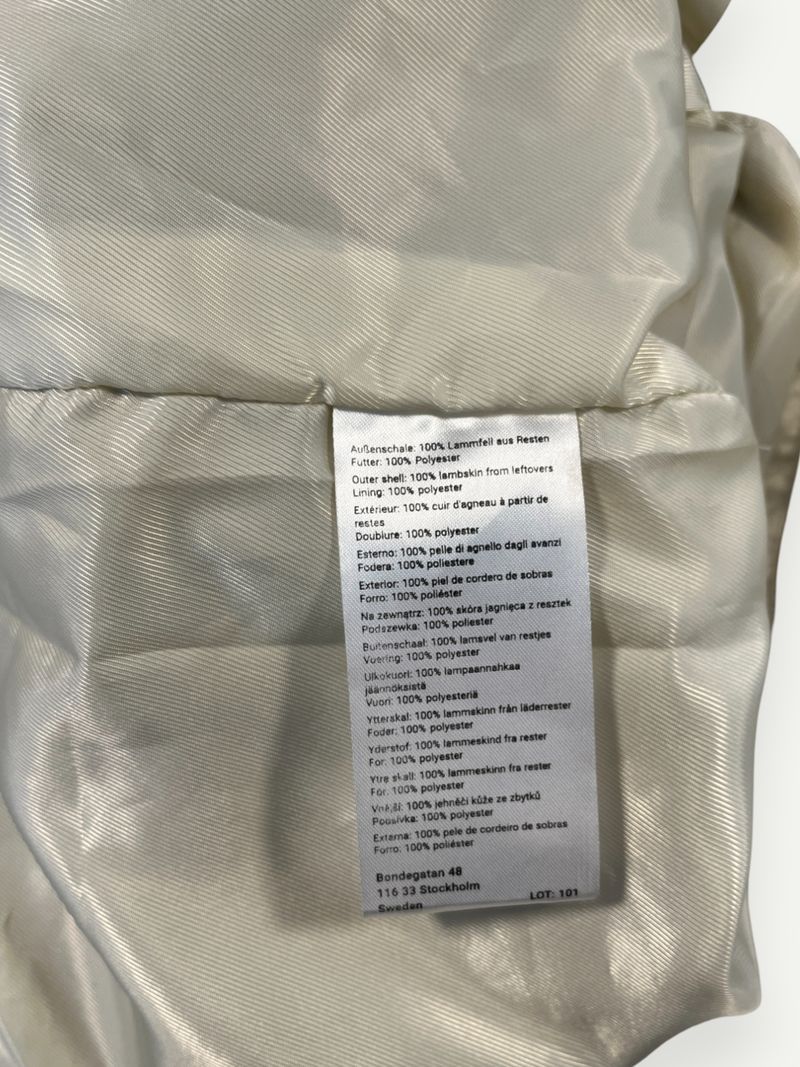 Außenschale: 100% Lammfell aus Resten
Futter: 100% Polyester
Outer shell: 100% lambskin from leftovers
Lining: 100% polyester
Extérieur: 100% cuir d'agneau à partir de
restes
Doublure: 100% polyester
Esterno: 100% pelle di agnello dagli avanzi
Fodera: 100% poliestere
Exterior: 100% piel de cordero de sobras
Forro: 100% poliéster
Na zewnątrz: 100% skóra jagnięca z resztek
Podszewka: 100% poliester
Buitenschaal: 100% lamsvel van restjes
Voering: 100% polyester
Ulkokuori: 100% lampaannahkaa
jäännöksistä
Vuori: 100% polyesteriä
Ytterskal: 100% lammskinn från läderrester
Foder: 100% polyester
Yderstof: 100% lammeskind fra rester
For: 100% polyester
Ytre skall: 100% lammeskinn fra rester
Fôr: 100% polyester
Vnější: 100% jehněčí kůže ze zbytků
Podšívka: 100% polyester
Externa: 100% pele de cordeiro de sobras
Forro: 100% poliéster
Bondegatan 48
116 33 Stockholm
Sweden LOT: 101